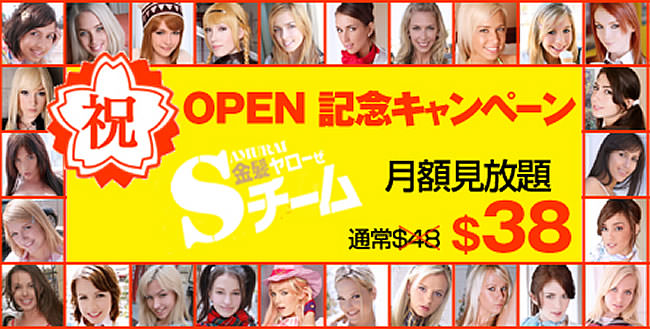 祝
OPEN 記念キャンペーン
SAMURAI
金髪ヤローぜ
Sチーム
月額見放題
通常$48 $38